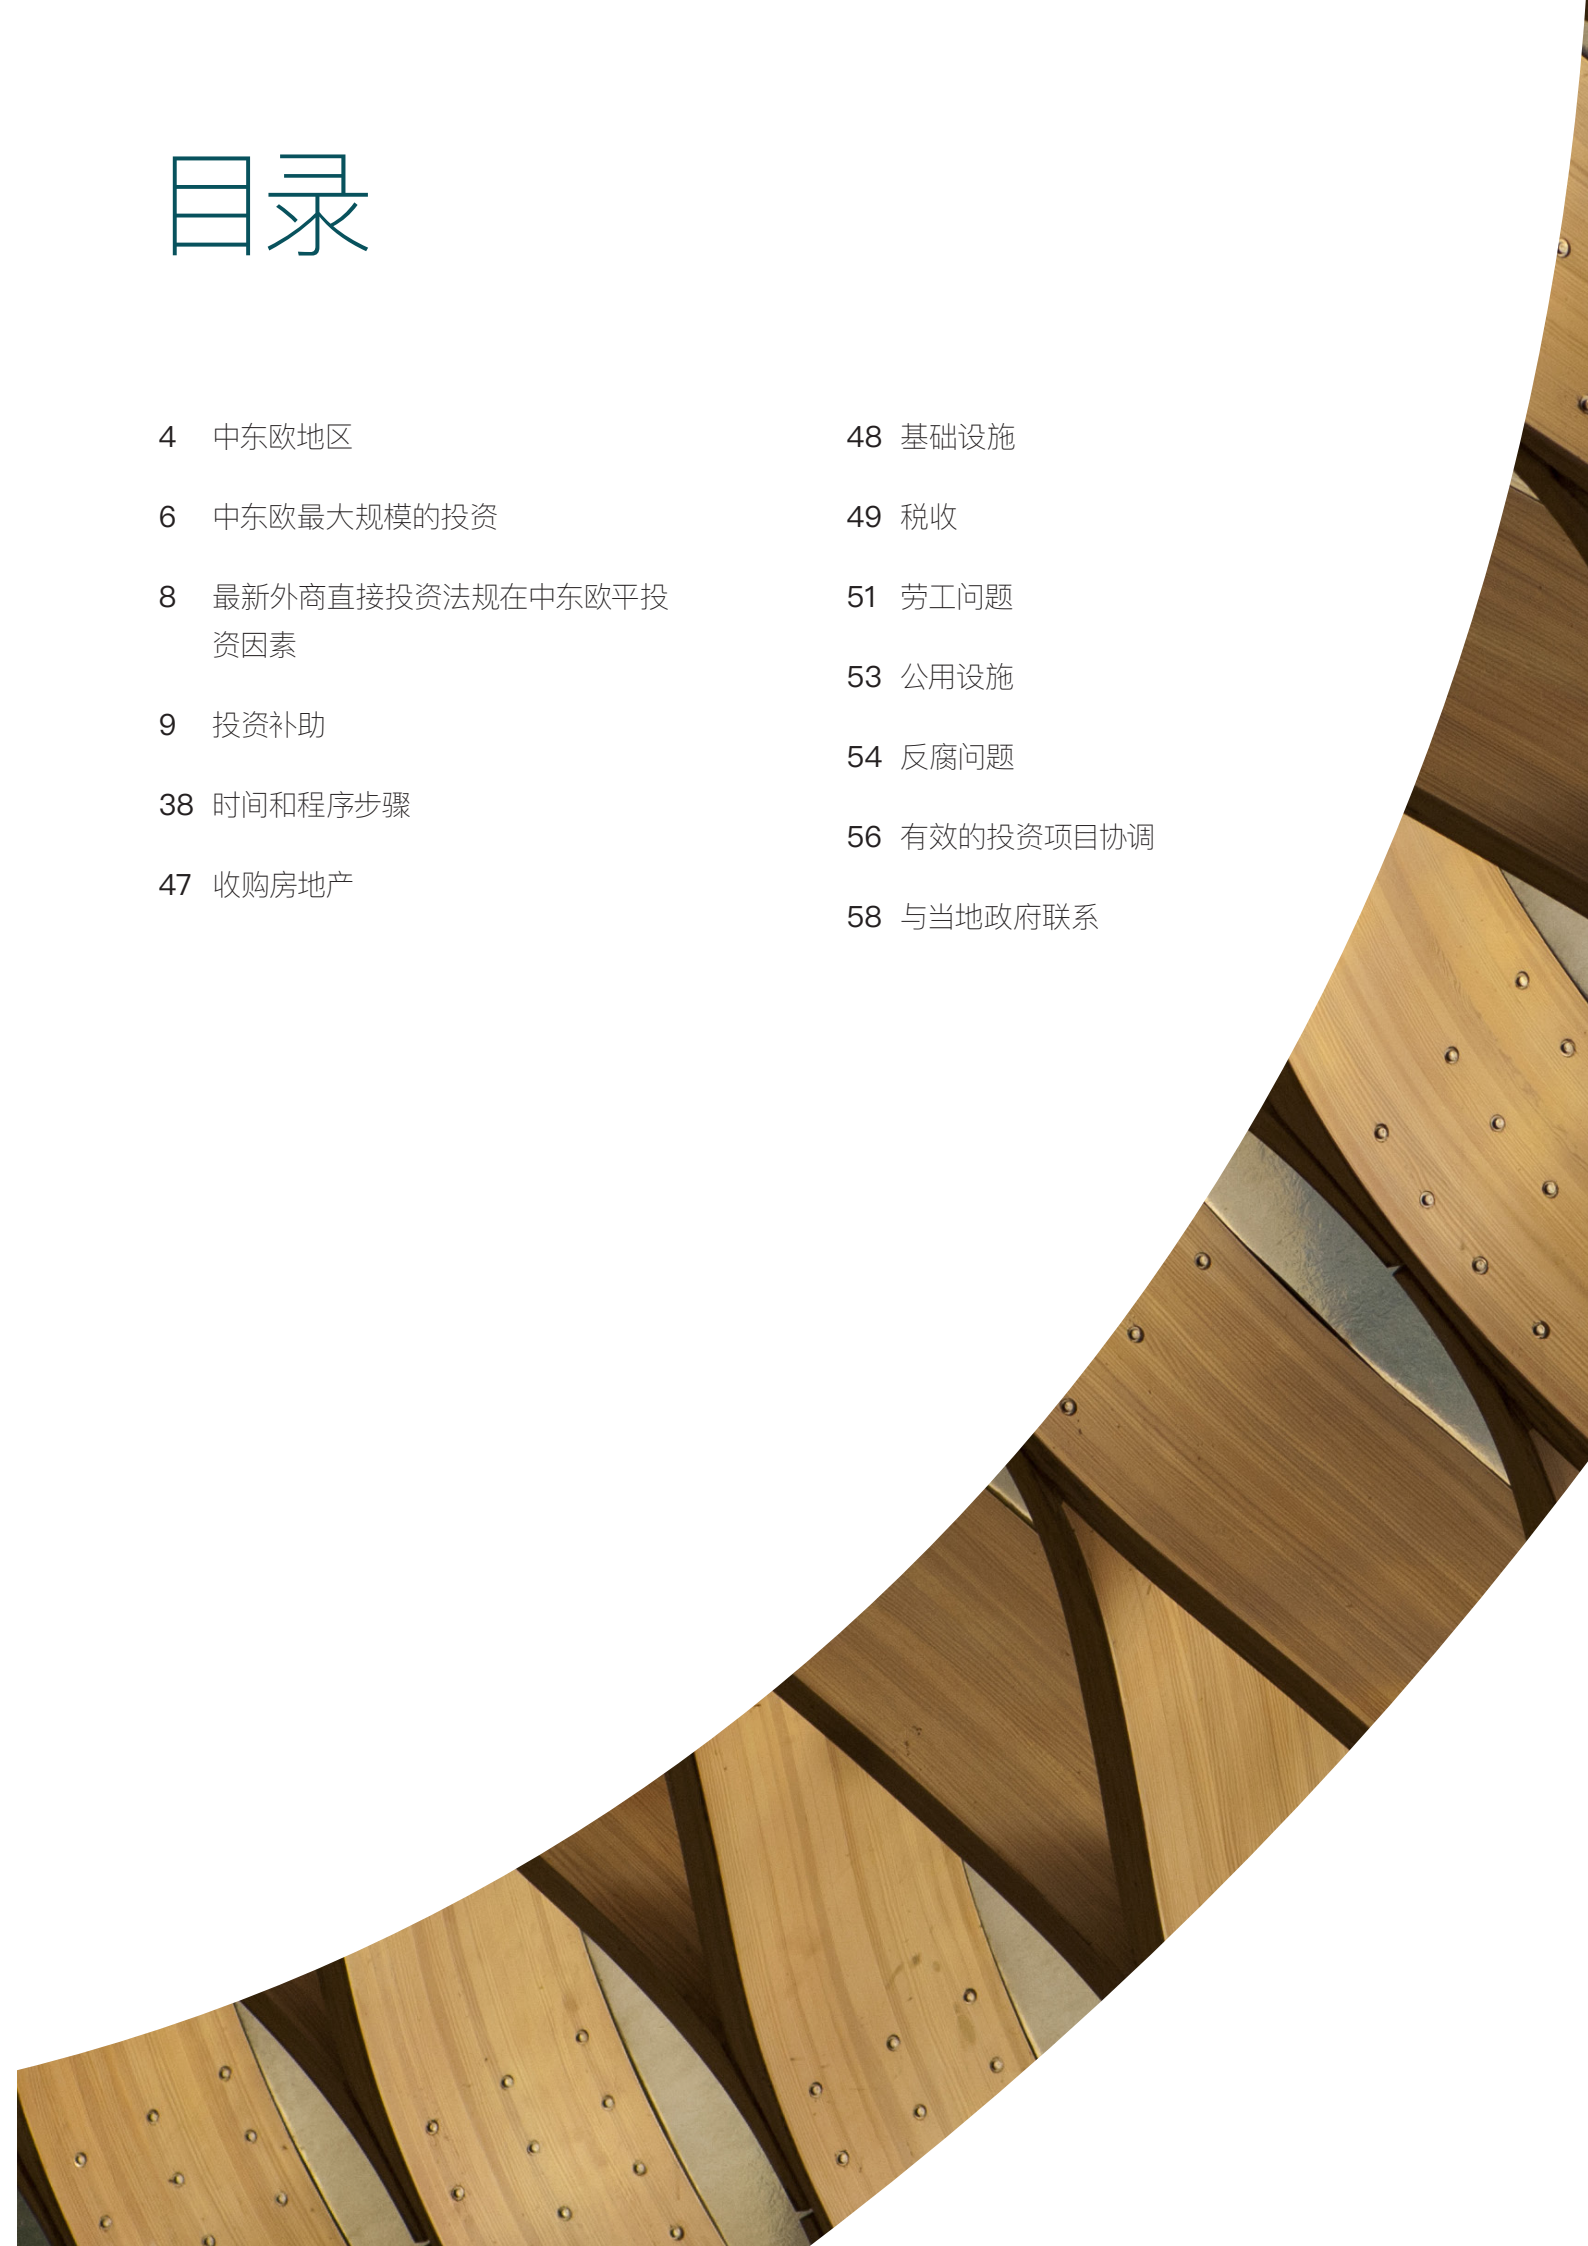 目录
4 中东欧地区
6 中东欧最大规模的投资
8 最新外商直接投资法规在中东欧平投
资因素
9 投资补助
38 时间和程序步骤
47 收购房地产
48 基础设施
49 税收
51 劳工问题
53 公用设施
54 反腐问题
56 有效的投资项目协调
58 与当地政府联系